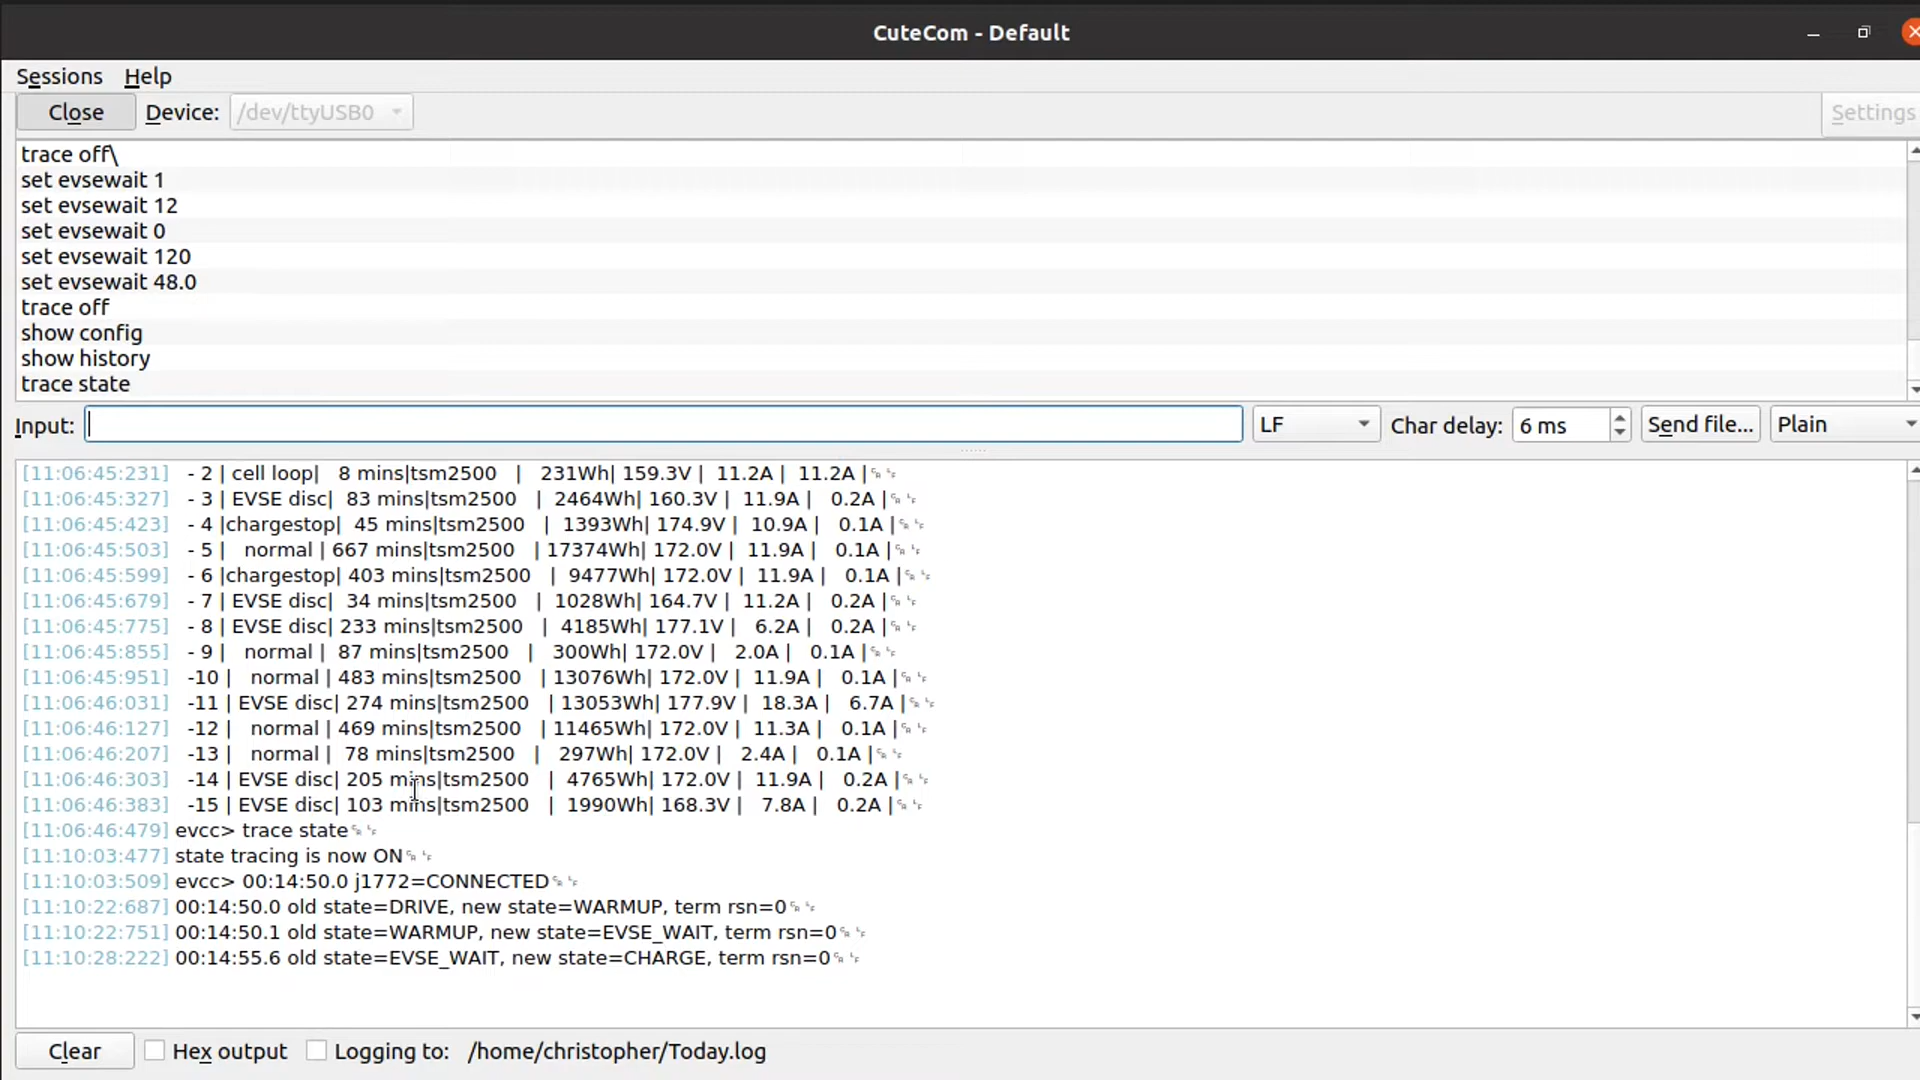 CuteCom - Default
Sessions Help
Close Device: /dev/ttyUSB0 Settings
trace off\
set evsewait 1
set evsewait 12
set evsewait 0
set evsewait 120
set evsewait 48.0
trace off
show config
show history
trace state
Input: LF Char delay: 6 ms Send file... Plain
[11:06:45:231] - 2 | cell loop| 8 mins|tsm2500 | 231Wh| 159.3V | 11.2A | 11.2A |␍␊
[11:06:45:327] - 3 | EVSE disc| 83 mins|tsm2500 | 2464Wh| 160.3V | 11.9A | 0.2A |␍␊
[11:06:45:423] - 4 |chargestop| 45 mins|tsm2500 | 1393Wh| 174.9V | 10.9A | 0.1A |␍␊
[11:06:45:503] - 5 | normal | 667 mins|tsm2500 | 17374Wh| 172.0V | 11.9A | 0.1A |␍␊
[11:06:45:599] - 6 |chargestop| 403 mins|tsm2500 | 9477Wh| 172.0V | 11.9A | 0.1A |␍␊
[11:06:45:679] - 7 | EVSE disc| 34 mins|tsm2500 | 1028Wh| 164.7V | 11.2A | 0.2A |␍␊
[11:06:45:775] - 8 | EVSE disc| 233 mins|tsm2500 | 4185Wh| 177.1V | 6.2A | 0.2A |␍␊
[11:06:45:855] - 9 | normal | 87 mins|tsm2500 | 300Wh| 172.0V | 2.0A | 0.1A |␍␊
[11:06:45:951] -10 | normal | 483 mins|tsm2500 | 13076Wh| 172.0V | 11.9A | 0.1A |␍␊
[11:06:46:031] -11 | EVSE disc| 274 mins|tsm2500 | 13053Wh| 177.9V | 18.3A | 6.7A |␍␊
[11:06:46:127] -12 | normal | 469 mins|tsm2500 | 11465Wh| 172.0V | 11.3A | 0.1A |␍␊
[11:06:46:207] -13 | normal | 78 mins|tsm2500 | 297Wh| 172.0V | 2.4A | 0.1A |␍␊
[11:06:46:303] -14 | EVSE disc| 205 mins|tsm2500 | 4765Wh| 172.0V | 11.9A | 0.2A |␍␊
[11:06:46:383] -15 | EVSE disc| 103 mins|tsm2500 | 1990Wh| 168.3V | 7.8A | 0.2A |␍␊
[11:06:46:479] evcc> trace state␍␊
[11:10:03:477] state tracing is now ON␍␊
[11:10:03:509] evcc> 00:14:50.0 j1772=CONNECTED␍␊
[11:10:22:687] 00:14:50.0 old state=DRIVE, new state=WARMUP, term rsn=0␍␊
[11:10:22:751] 00:14:50.1 old state=WARMUP, new state=EVSE_WAIT, term rsn=0␍␊
[11:10:28:222] 00:14:55.6 old state=EVSE_WAIT, new state=CHARGE, term rsn=0␍␊
Clear Hex output Logging to: /home/christopher/Today.log